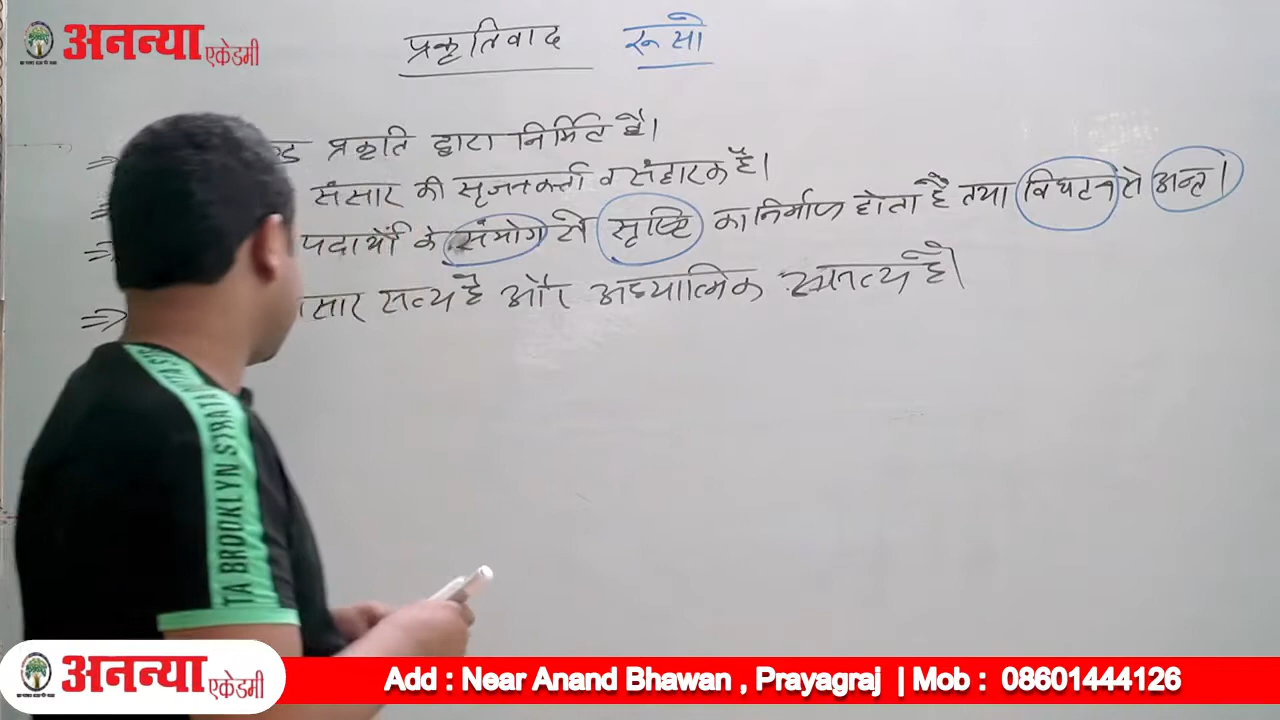 अनन्या एकेडमी
प्रकृतिवाद रूसो
⇒ प्रकृति द्वारा निर्मित है।
⇒ संसार की सृजनकर्त्ता व संहारक है।
⇒ पदार्थों के संयोग से सृष्टि का निर्माण होता है तथा विघटन से अन्त।
⇒ सार सत्य है और अध्यात्मिक असत्य है।
TA BROOKLYN STRATA
अनन्या एकेडमी
Add : Near Anand Bhawan , Prayagraj | Mob : 08601444126